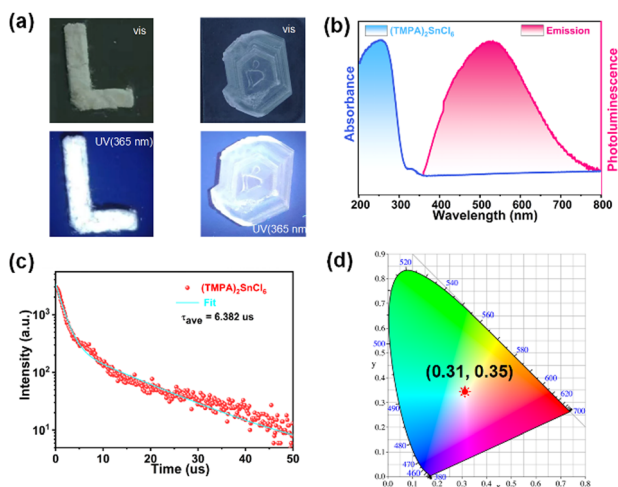 (a)
vis
vis
UV(365 nm)
UV(365 nm)
(b)
(TMPA)₂SnCl₆
Emission
Absorbance
Photoluminescence
200 300 400 500 600 700 800
Wavelength (nm)
(c)
(TMPA)₂SnCl₆
Fit
τave = 6.382 us
Intensity (a.u.)
10³
10²
10¹
0 10 20 30 40 50
Time (us)
(d)
0.9
0.8
0.7
0.6
0.5
0.4
0.3
0.2
0.1
0.0
y
520
540
560
500
580
(0.31, 0.35)
600
620
700
490
480
470
460
380
0.0 0.1 0.2 0.3 0.4 0.5 0.6 0.7 0.8